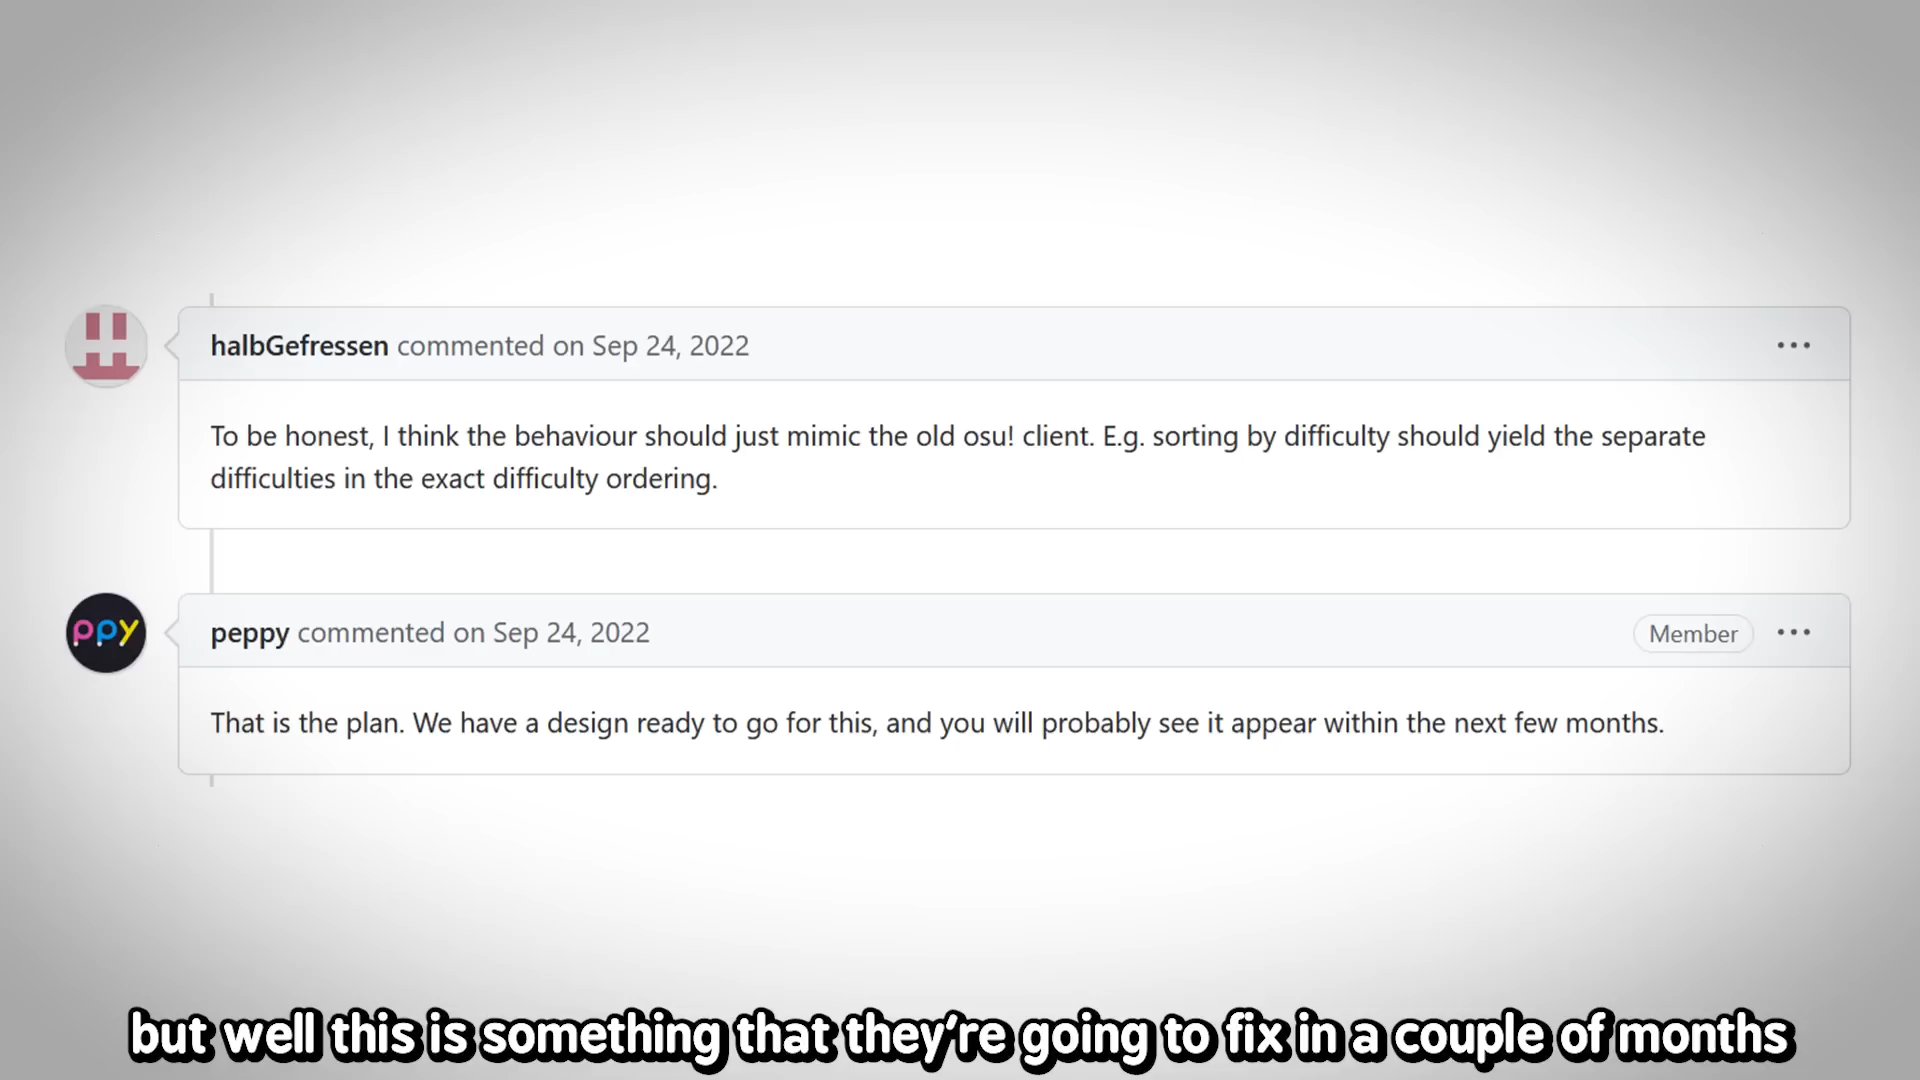 halbGefressen commented on Sep 24, 2022
To be honest, I think the behaviour should just mimic the old osu! client. E.g. sorting by difficulty should yield the separate
difficulties in the exact difficulty ordering.
ppy
peppy commented on Sep 24, 2022
Member
That is the plan. We have a design ready to go for this, and you will probably see it appear within the next few months.
but well this is something that they're going to fix in a couple of months